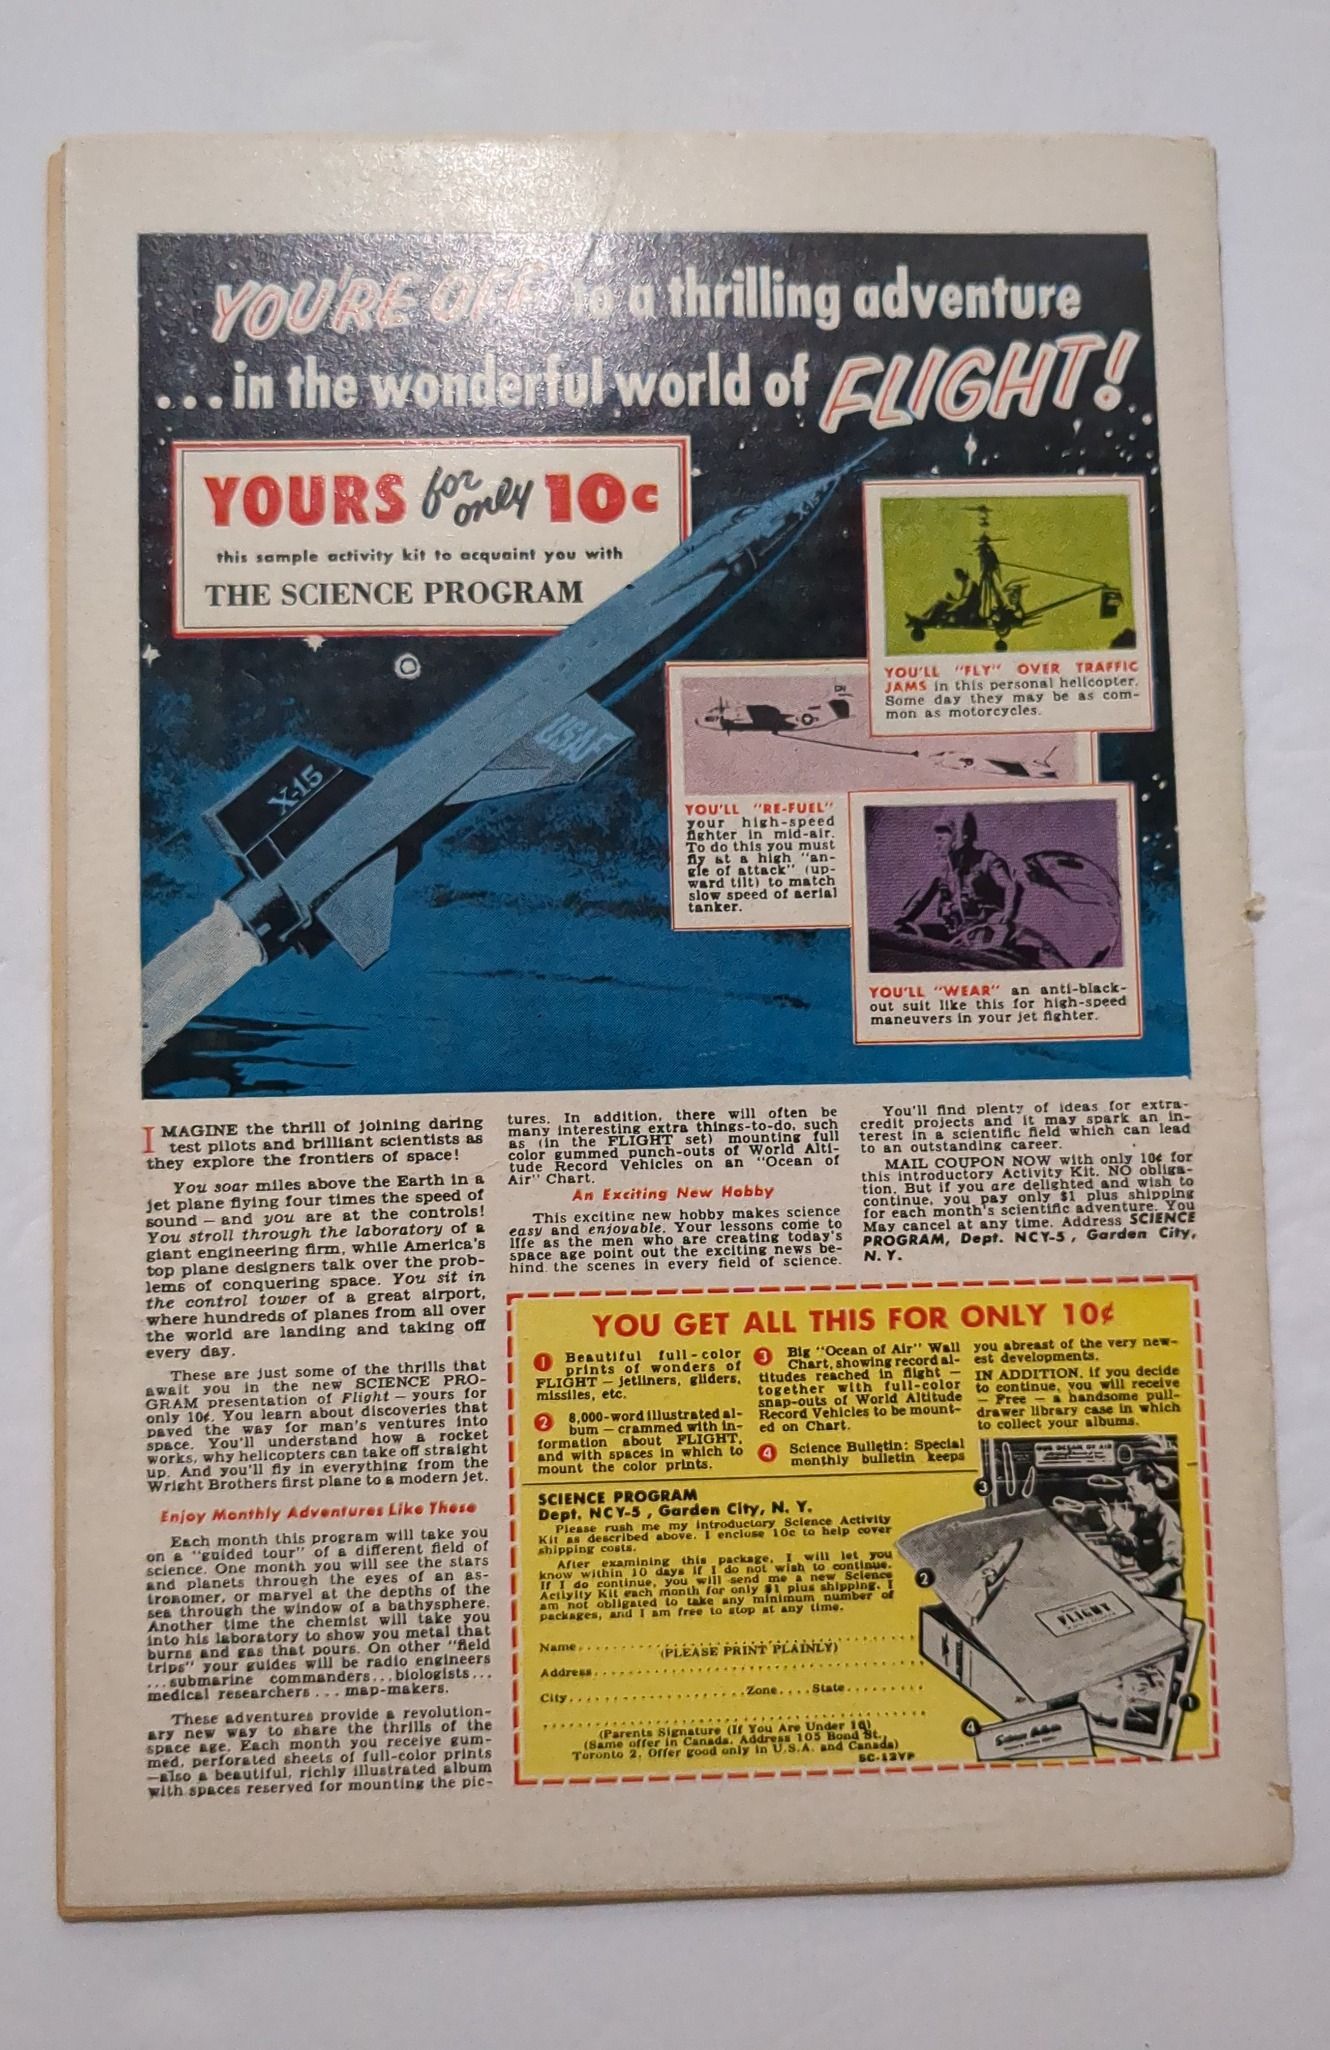 YOU'RE OFF to a thrilling adventure
...in the wonderful world of FLIGHT!
YOURS for only 10c
this sample activity kit to acquaint you with
THE SCIENCE PROGRAM
X-15
USAF
X-15
YOU'LL "FLY" OVER TRAFFIC
JAMS in this personal helicopter.
Some day they may be as com-
mon as motorcycles.
YOU'LL "RE-FUEL"
your high-speed
fighter in mid-air.
To do this you must
fly at a high "an-
gle of attack" (up-
ward tilt) to match
slow speed of aerial
tanker.
YOU'LL "WEAR" an anti-black-
out suit like this for high-speed
maneuvers in your jet fighter.
IMAGINE the thrill of joining daring
test pilots and brilliant scientists as
they explore the frontiers of space!
You soar miles above the Earth in a
jet plane flying four times the speed of
sound — and you are at the controls!
You stroll through the laboratory of a
giant engineering firm, while America's
top plane designers talk over the prob-
lems of conquering space. You sit in
the control tower of a great airport,
where hundreds of planes from all over
the world are landing and taking off
every day.
These are just some of the thrills that
await you in the new SCIENCE PRO-
GRAM presentation of Flight — yours for
only 10¢. You learn about discoveries that
paved the way for man's ventures into
space. You'll understand how a rocket
works, why helicopters can take off straight
up. And you'll fly in everything from the
Wright Brothers first plane to a modern jet.
Enjoy Monthly Adventures Like These
Each month this program will take you
on a "guided tour" of a different field of
science. One month you will see the stars
and planets through the eyes of an as-
tronomer, or marvel at the depths of the
sea through the window of a bathysphere.
Another time the chemist will take you
into his laboratory to show you metal that
burns and gas that pours. On other "field
trips" your guides will be radio engineers
...submarine commanders...biologists...
medical researchers ... map-makers.
These adventures provide a revolution-
ary new way to share the thrills of the
space age. Each month you receive gum-
med, perforated sheets of full-color prints
—also a beautiful, richly illustrated album
with spaces reserved for mounting the pic-
tures. In addition, there will often be
many interesting extra things-to-do, such
as (in the FLIGHT set) mounting full
color gummed punch-outs of World Alti-
tude Record Vehicles on an "Ocean of
Air" Chart.
An Exciting New Hobby
This exciting new hobby makes science
easy and enjoyable. Your lessons come to
life as the men who are creating today's
space age point out the exciting news be-
hind the scenes in every field of science.
You'll find plenty of ideas for extra-
credit projects and it may spark an in-
terest in a scientific field which can lead
to an outstanding career.
MAIL COUPON NOW with only 10¢ for
this introductory Activity Kit. NO obliga-
tion. But if you are delighted and wish to
continue, you pay only $1 plus shipping
for each month's scientific adventure. You
May cancel at any time. Address SCIENCE
PROGRAM, Dept. NCY-5, Garden City,
N. Y.
YOU GET ALL THIS FOR ONLY 10¢
1 Beautiful full-color
prints of wonders of
FLIGHT — jetliners, gliders,
missiles, etc.
2 8,000-word illustrated al-
bum — crammed with in-
formation about FLIGHT,
and with spaces in which to
mount the color prints.
3 Big "Ocean of Air" Wall
Chart, showing record al-
titudes reached in flight —
together with full-color
snap-outs of World Altitude
Record Vehicles to be mount-
ed on Chart.
4 Science Bulletin: Special
monthly bulletin keeps
you abreast of the very new-
est developments.
IN ADDITION, if you decide
to continue, you will receive
— Free — a handsome pull-
drawer library case in which
to collect your albums.
SCIENCE PROGRAM
Dept. NCY-5, Garden City, N. Y.
Please rush me my introductory Science Activity
Kit as described above. I enclose 10c to help cover
shipping costs.
After examining this package, I will let you
know within 10 days if I do not wish to continue.
If I do continue, you will send me a new Science
Activity Kit each month for only $1 plus shipping. I
am not obligated to take any minimum number of
packages, and I am free to stop at any time.
Name
(PLEASE PRINT PLAINLY)
Address
City Zone State
(Parents Signature (If You Are Under 16)
(Same offer in Canada. Address 105 Bond St.,
Toronto 2. Offer good only in U.S.A. and Canada)
SC-12YP
OUR OCEAN OF AIR
3
2
FLIGHT
1
4
Science Bulletin